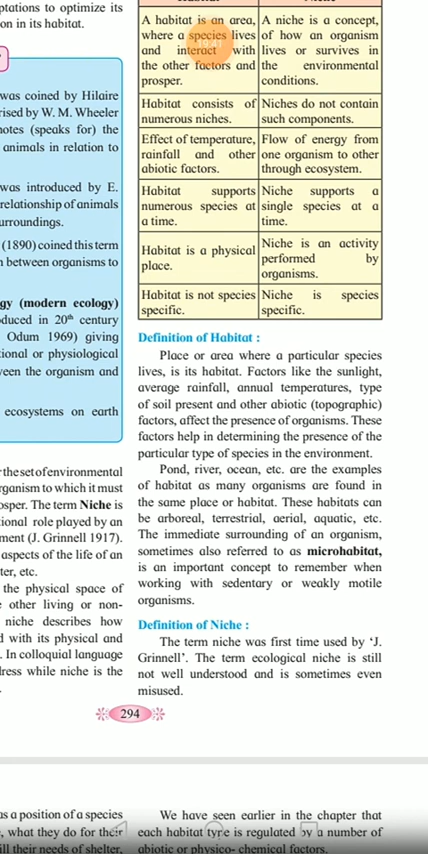 ptations to optimize its
on in its habitat.
was coined by Hilaire
rised by W. M. Wheeler
notes (speaks for) the
animals in relation to
was introduced by E.
relationship of animals
urroundings.
(1890) coined this term
n between organisms to
gy (modern ecology)
duced in 20th century
Odum 1969) giving
tional or physiological
veen the organism and
ecosystems on earth
r the set of environmental
rganism to which it must
osper. The term Niche is
tional role played by an
ment (J. Grinnell 1917).
aspects of the life of an
ter, etc.
the physical space of
other living or non-
niche describes how
d with its physical and
. In colloquial language
dress while niche is the
A habitat is an area,
where a species lives
and interact with
the other factors and
prosper.
A niche is a concept,
of how an organism
lives or survives in
the environmental
conditions.
Habitat consists of
numerous niches.
Niches do not contain
such components.
Effect of temperature,
rainfall and other
abiotic factors.
Flow of energy from
one organism to other
through ecosystem.
Habitat supports
numerous species at
a time.
Niche supports a
single species at a
time.
Habitat is a physical
place.
Niche is an activity
performed by
organisms.
Habitat is not species
specific.
Niche is species
specific.
Definition of Habitat :
Place or area where a particular species
lives, is its habitat. Factors like the sunlight,
average rainfall, annual temperatures, type
of soil present and other abiotic (topographic)
factors, affect the presence of organisms. These
factors help in determining the presence of the
particular type of species in the environment.
Pond, river, ocean, etc. are the examples
of habitat as many organisms are found in
the same place or habitat. These habitats can
be arboreal, terrestrial, aerial, aquatic, etc.
The immediate surrounding of an organism,
sometimes also referred to as microhabitat,
is an important concept to remember when
working with sedentary or weakly motile
organisms.
Definition of Niche :
The term niche was first time used by ‘J.
Grinnell’. The term ecological niche is still
not well understood and is sometimes even
misused.
294
as a position of a species
, what they do for their
ill their needs of shelter,
We have seen earlier in the chapter that
each habitat type is regulated by a number of
abiotic or physico- chemical factors.